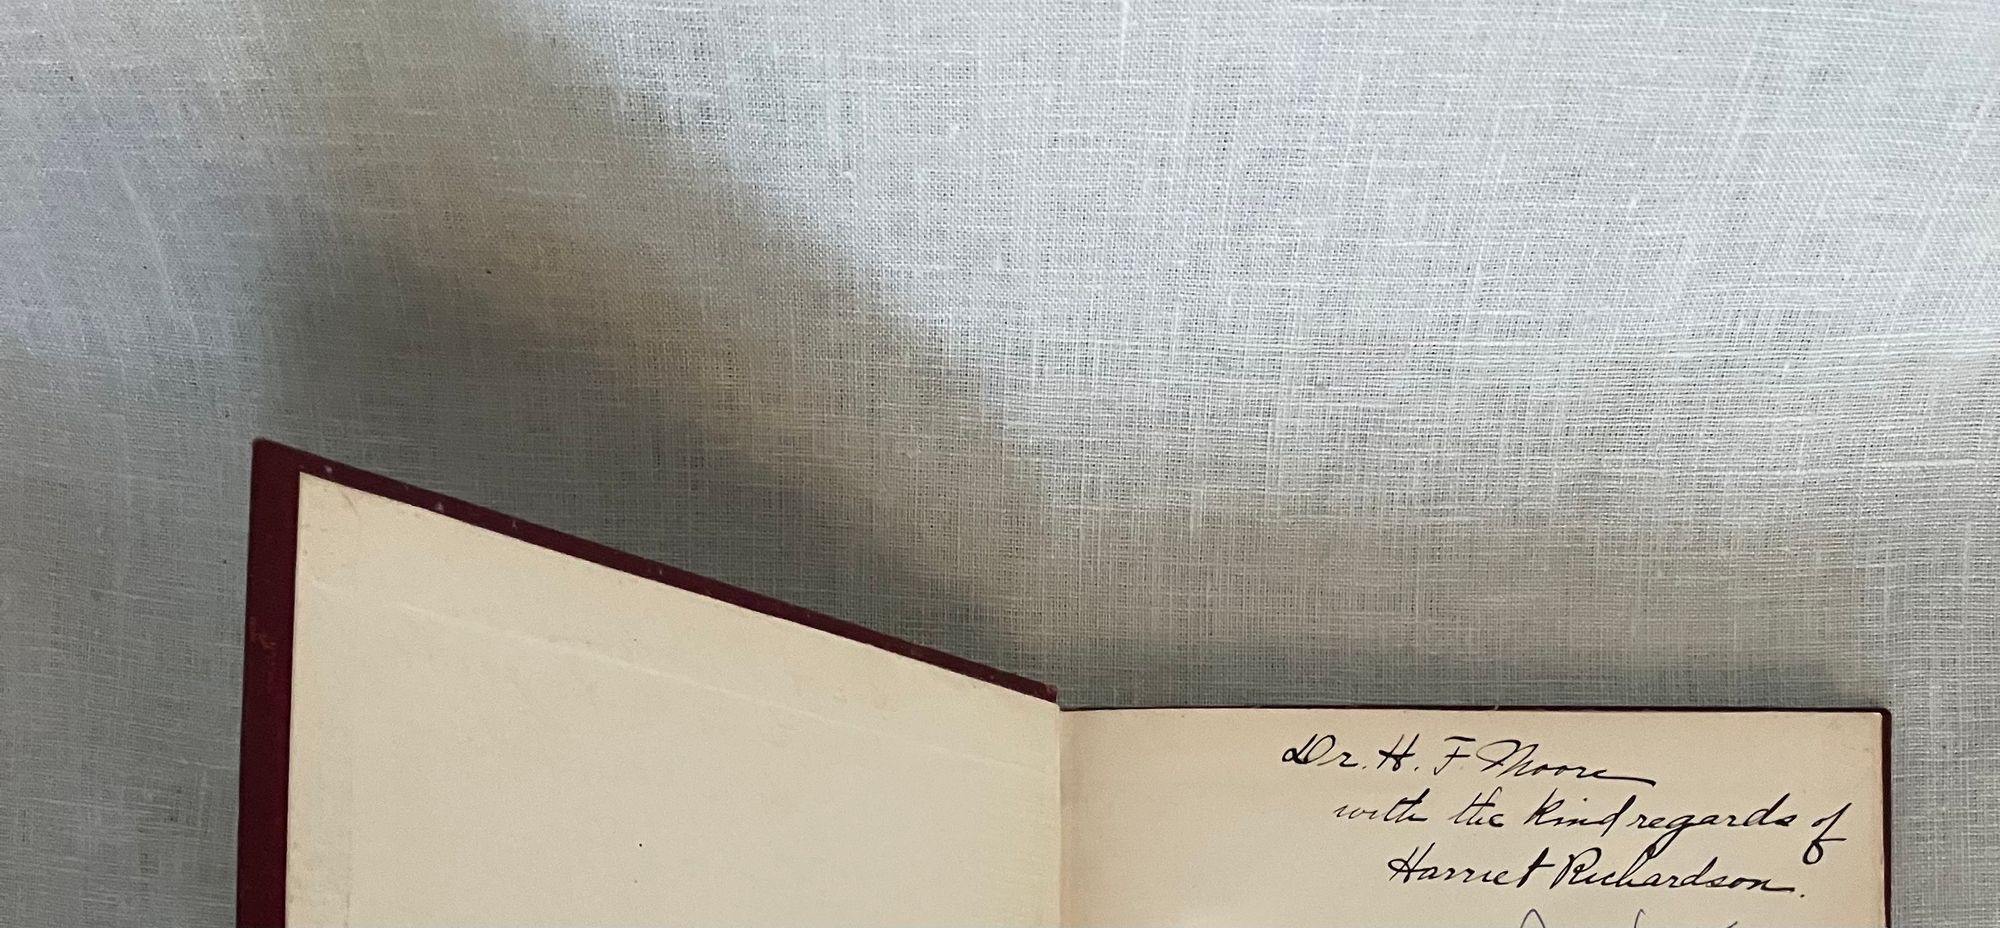 Dr. H. F. Moore
with the kind regards of
Harriet Richardson.